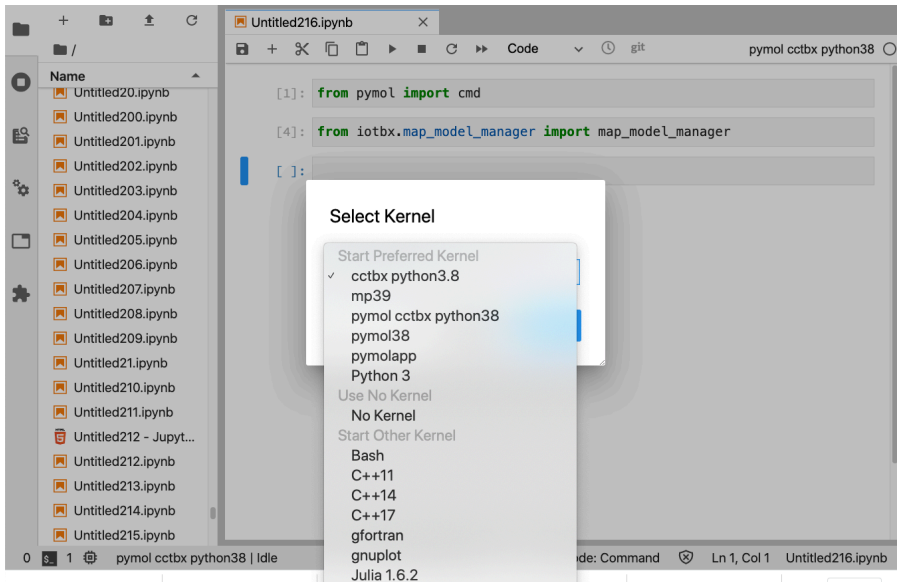 Untitled216.ipynb
/
Code
git
pymol cctbx python38
Name
Untitled20.ipynb
Untitled200.ipynb
Untitled201.ipynb
Untitled202.ipynb
Untitled203.ipynb
Untitled204.ipynb
Untitled205.ipynb
Untitled206.ipynb
Untitled207.ipynb
Untitled208.ipynb
Untitled209.ipynb
Untitled21.ipynb
Untitled210.ipynb
Untitled211.ipynb
Untitled212 - Jupyt...
Untitled212.ipynb
Untitled213.ipynb
Untitled214.ipynb
Untitled215.ipynb
[1]: from pymol import cmd
[4]: from iotbx.map_model_manager import map_model_manager
[ ]:
Select Kernel
Start Preferred Kernel
✓ cctbx python3.8
mp39
pymol cctbx python38
pymol38
pymolapp
Python 3
Use No Kernel
No Kernel
Start Other Kernel
Bash
C++11
C++14
C++17
gfortran
gnuplot
Julia 1.6.2
0 $_ 1 pymol cctbx python38 | Idle
ode: Command Ln 1, Col 1 Untitled216.ipynb